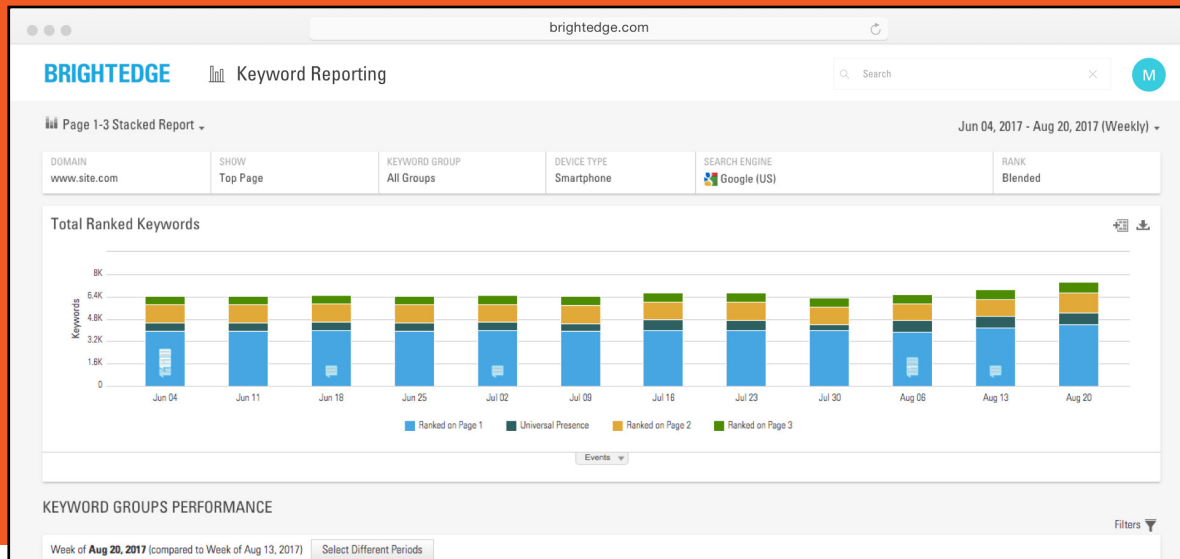 brightedge.com
BRIGHTEDGE Keyword Reporting Search M
Page 1-3 Stacked Report Jun 04, 2017 - Aug 20, 2017 (Weekly)
DOMAIN SHOW KEYWORD GROUP DEVICE TYPE SEARCH ENGINE RANK
www.site.com Top Page All Groups Smartphone Google (US) Blended
Total Ranked Keywords
8K
6.4K
4.8K
3.2K
1.6K
0
Keywords
Jun 04 Jun 11 Jun 18 Jun 25 Jul 02 Jul 09 Jul 16 Jul 23 Jul 30 Aug 06 Aug 13 Aug 20
Ranked on Page 1 Universal Presence Ranked on Page 2 Ranked on Page 3
Events
KEYWORD GROUPS PERFORMANCE
Filters
Week of Aug 20, 2017 (compared to Week of Aug 13, 2017) Select Different Periods